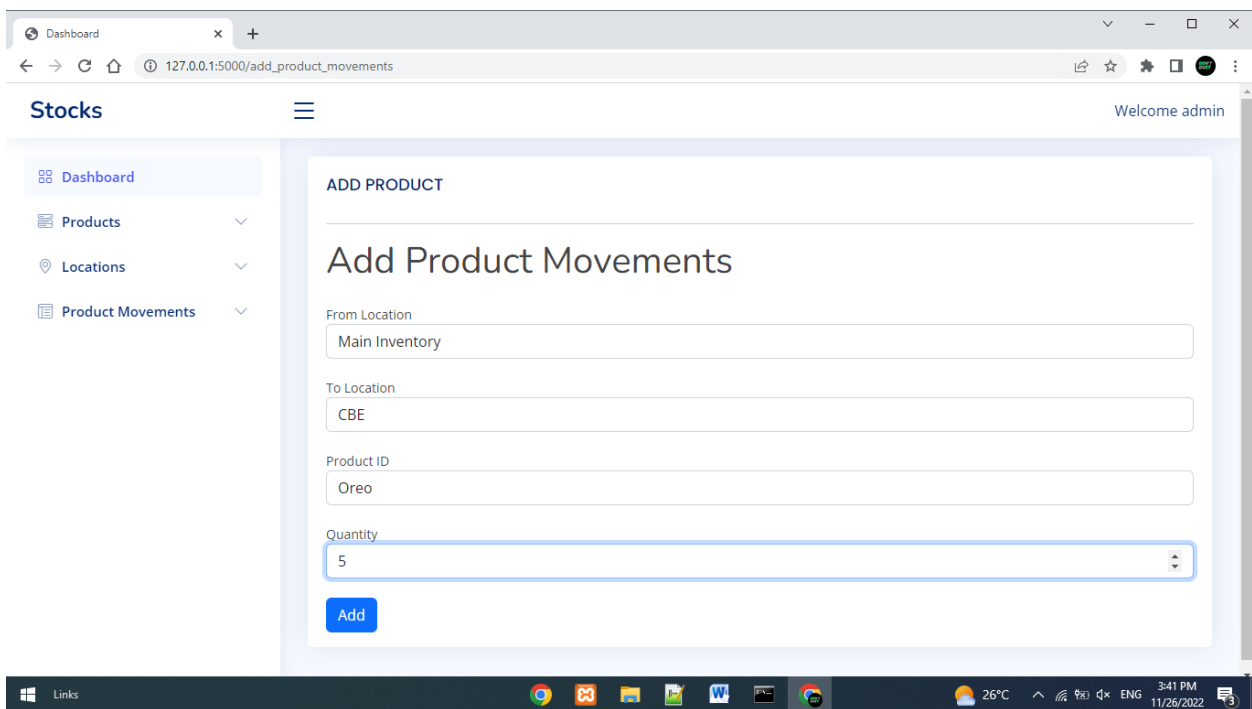 Dashboard
127.0.0.1:5000/add_product_movements
Stocks
Welcome admin
Dashboard
Products
Locations
Product Movements
ADD PRODUCT
Add Product Movements
From Location
Main Inventory
To Location
CBE
Product ID
Oreo
Quantity
5
Add
Links
26°C
ENG
3:41 PM
11/26/2022
3